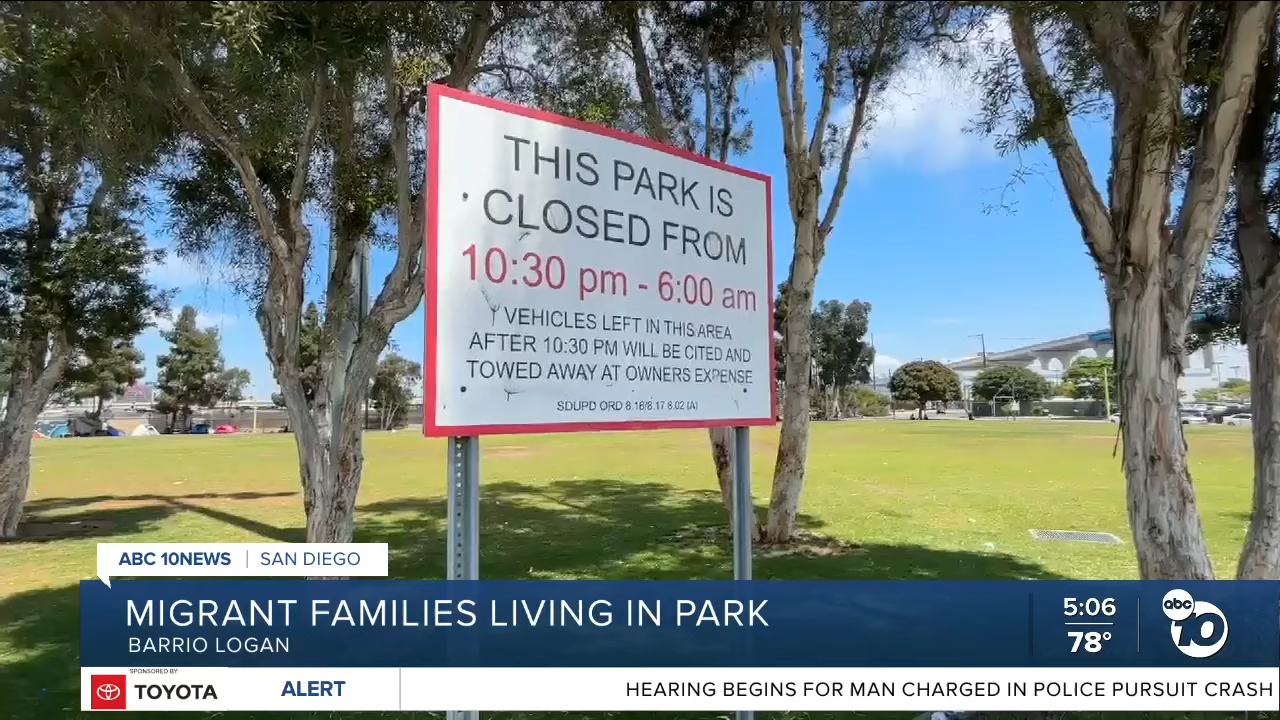 THIS PARK IS
CLOSED FROM
10:30 pm - 6:00 am
VEHICLES LEFT IN THIS AREA
AFTER 10:30 PM WILL BE CITED AND
TOWED AWAY AT OWNERS EXPENSE
SDUPD ORD 8.16/8.17 8.02 (A)
ABC 10NEWS | SAN DIEGO
MIGRANT FAMILIES LIVING IN PARK
BARRIO LOGAN
5:06
78°
abc
10
SPONSORED BY
TOYOTA
ALERT
HEARING BEGINS FOR MAN CHARGED IN POLICE PURSUIT CRASH